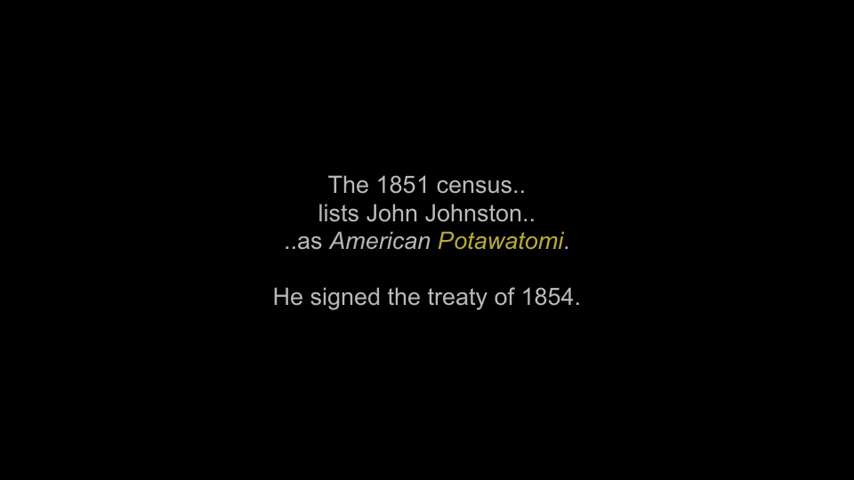 The 1851 census..
lists John Johnston..
..as American Potawatomi.
He signed the treaty of 1854.